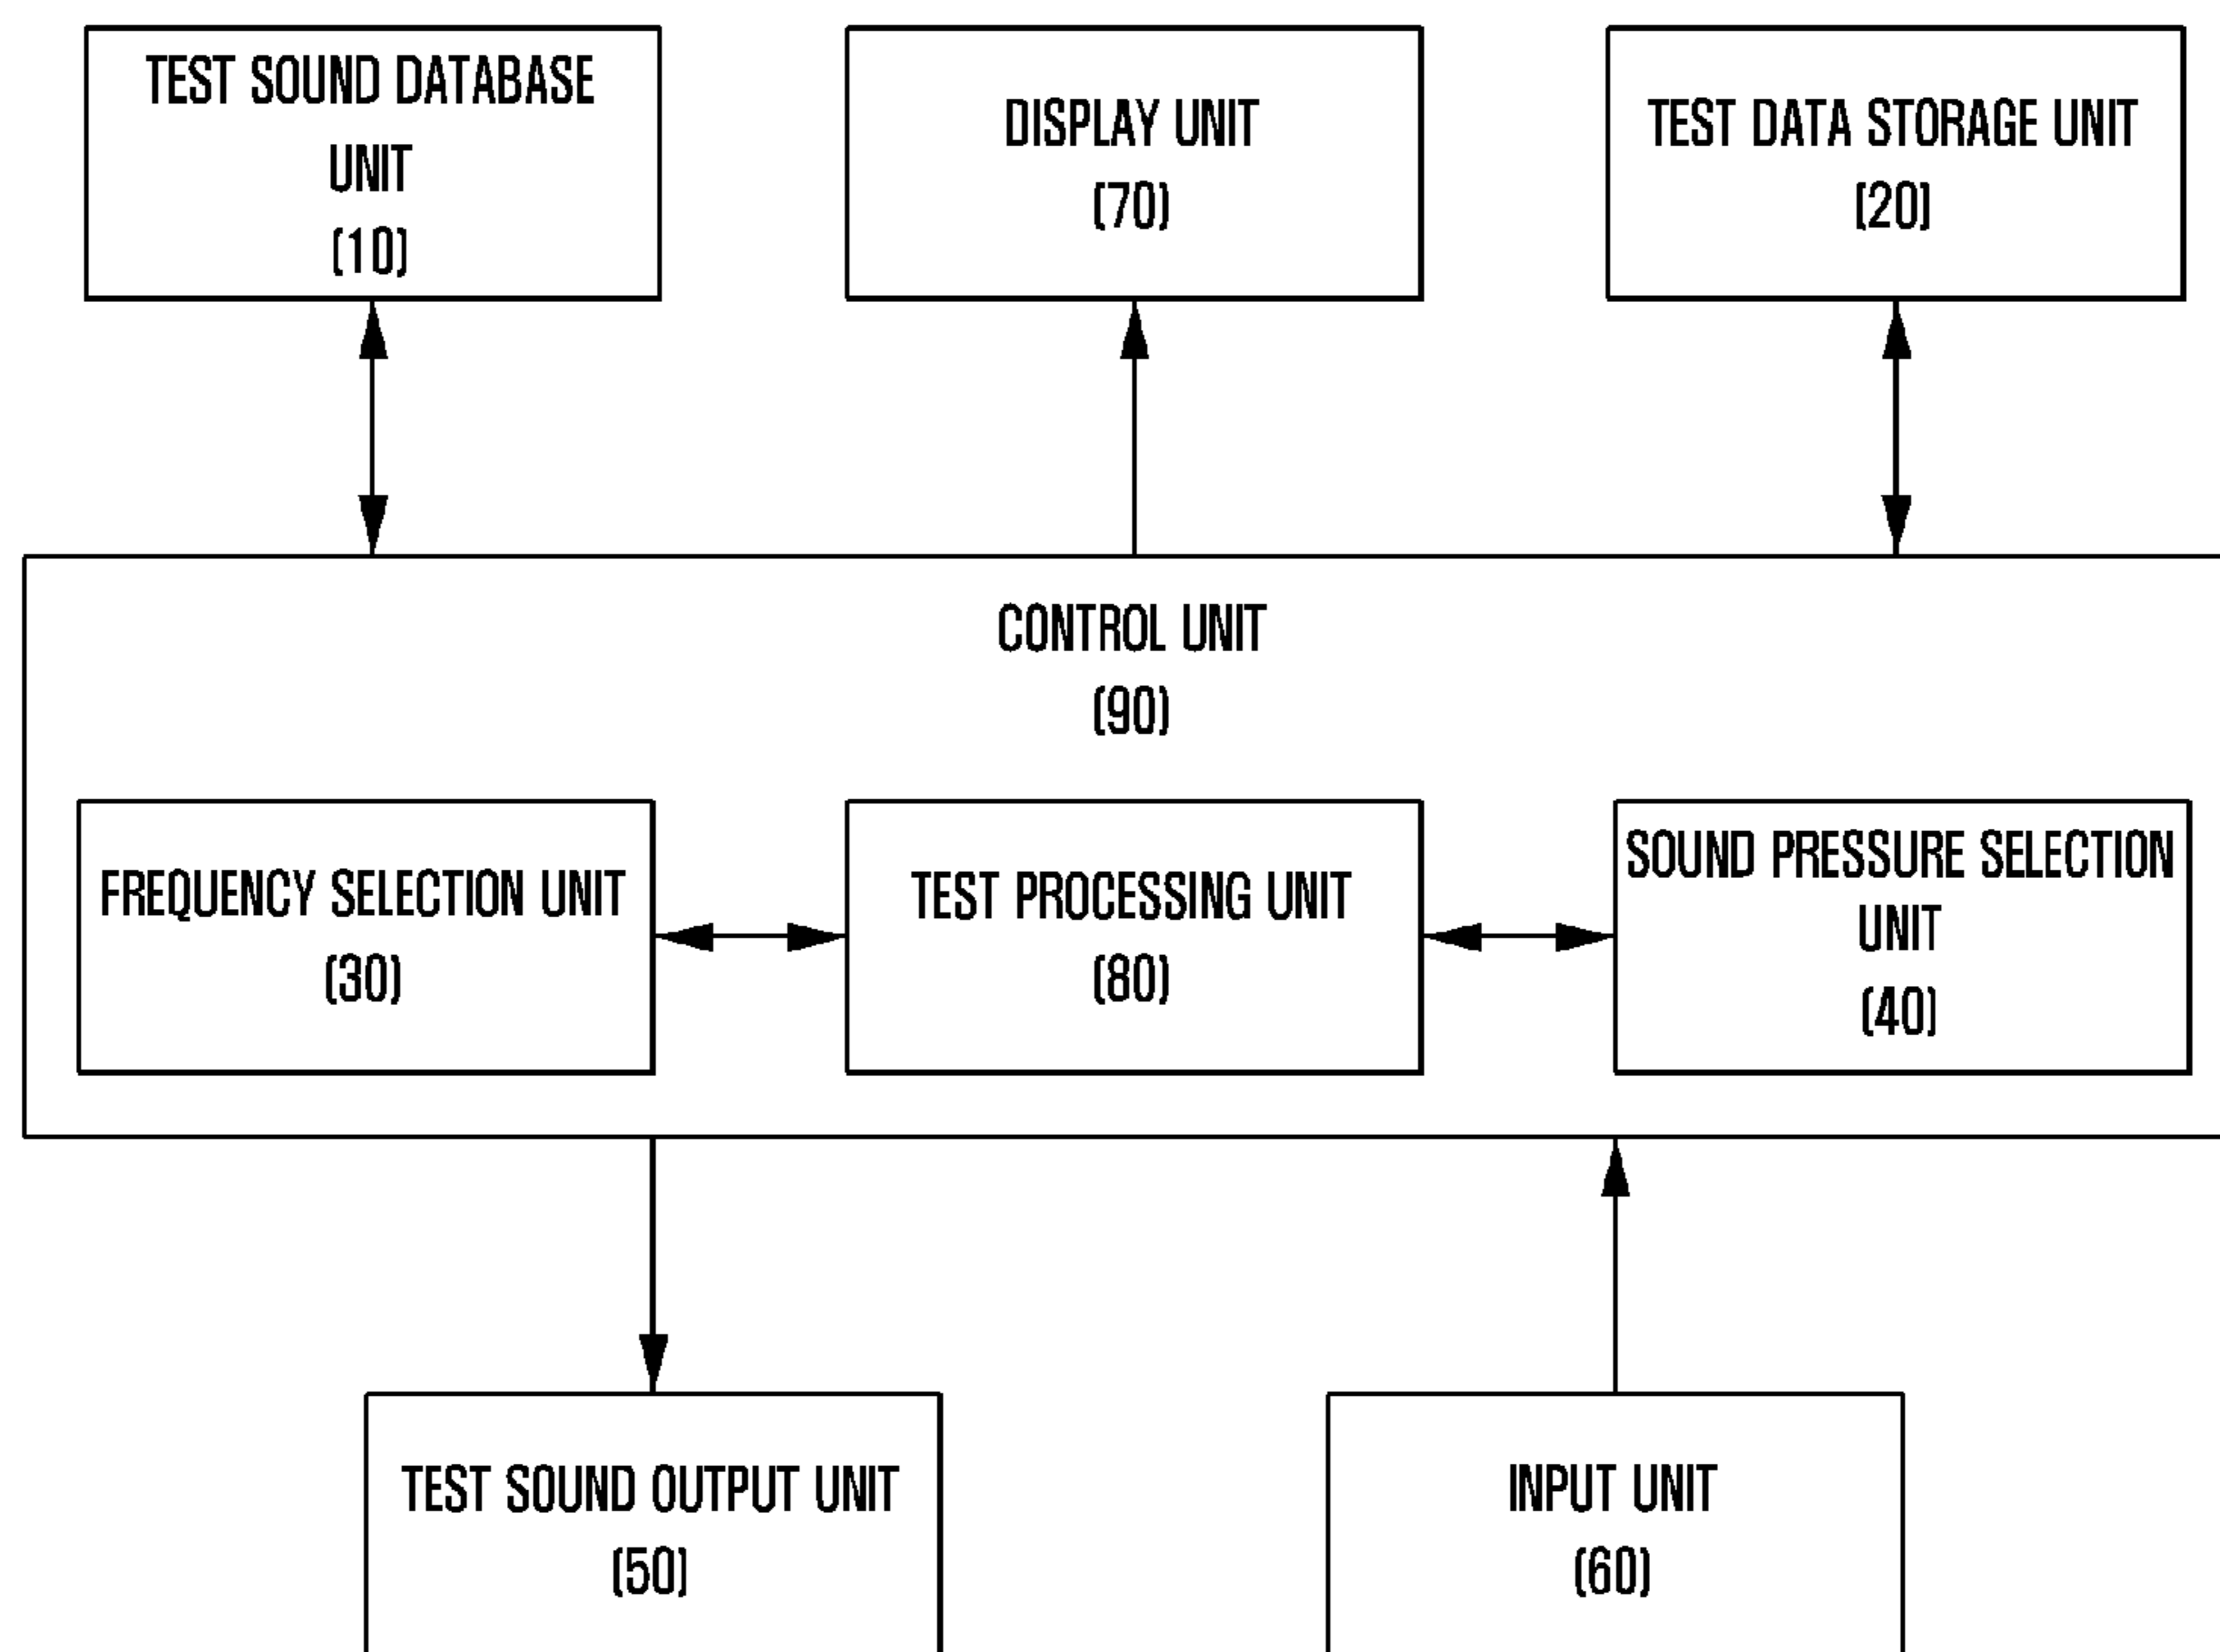 TEST SOUND DATABASE
UNIT
(10)
DISPLAY UNIT
(70)
TEST DATA STORAGE UNIT
(20)
CONTROL UNIT
(90)
FREQUENCY SELECTION UNIT
(30)
TEST PROCESSING UNIT
(80)
SOUND PRESSURE SELECTION
UNIT
(40)
TEST SOUND OUTPUT UNIT
(50)
INPUT UNIT
(60)